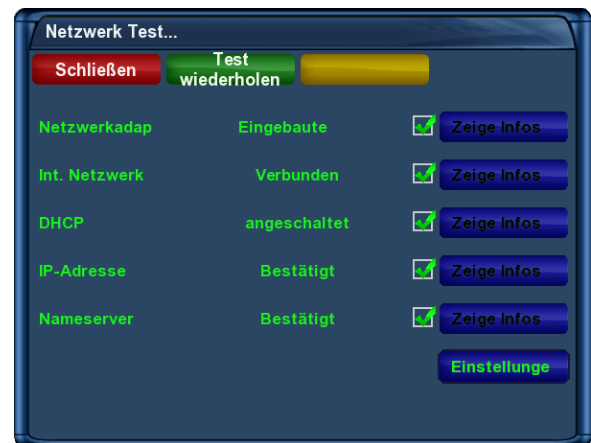 Netzwerk Test...
Schließen
Test
wiederholen
Netzwerkadap Eingebaute Zeige Infos
Int. Netzwerk Verbunden Zeige Infos
DHCP angeschaltet Zeige Infos
IP-Adresse Bestätigt Zeige Infos
Nameserver Bestätigt Zeige Infos
Einstellunge